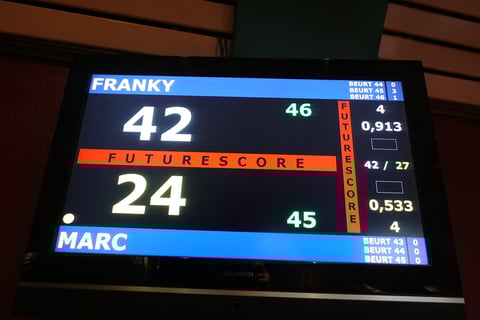 FRANKY
BEURT 44 0
BEURT 45 3
BEURT 46 1
42
46
4
0,913
FUTURESCORE
FUTURESCORE
42 / 27
24
45
0,533
4
MARC
BEURT 43 0
BEURT 44 0
BEURT 45 0